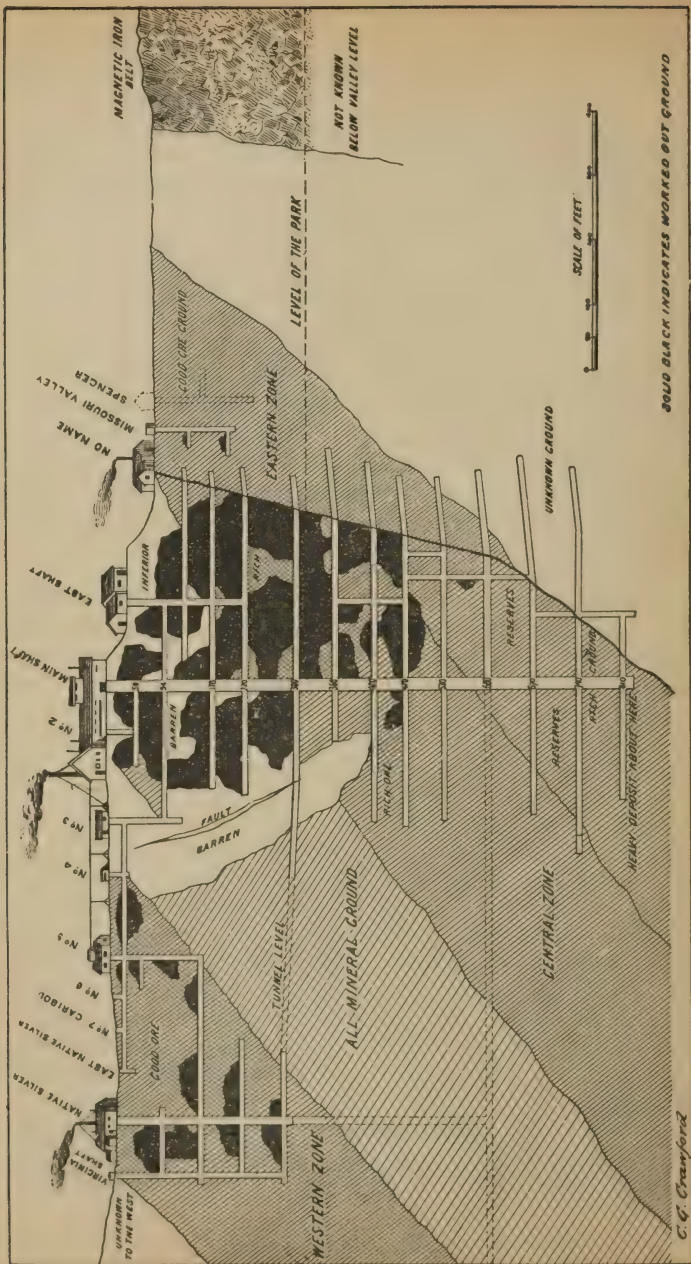 MAGNETIC IRON
BELT
NOT KNOWN
BELOW VALLEY LEVEL
LEVEL OF THE PARK
SPENCER
MISSOURI VALLEY
NO NAME
EAST SHAFT
MAIN SHAFT
Nº 2
Nº 3
Nº 4
Nº 5
Nº 6
Nº 7 CARIBOU
EAST NATIVE SILVER
NATIVE SILVER
VIRGINIA
SHAFT
UNKNOWN
TO THE WEST
GOOD ORE GROUND
EASTERN ZONE
INFERIOR
RICH
BARREN
FAULT
BARREN
GOOD ORE
TUNNEL LEVEL
WESTERN ZONE
ALL MINERAL GROUND
RICH ORE
CENTRAL ZONE
RESERVES
RESERVES
RICH GROUND
HEAVY DEPOSIT ABOUT HERE
UNKNOWN GROUND
SCALE OF FEET
C. G. Crawford
SOLID BLACK INDICATES WORKED OUT GROUND